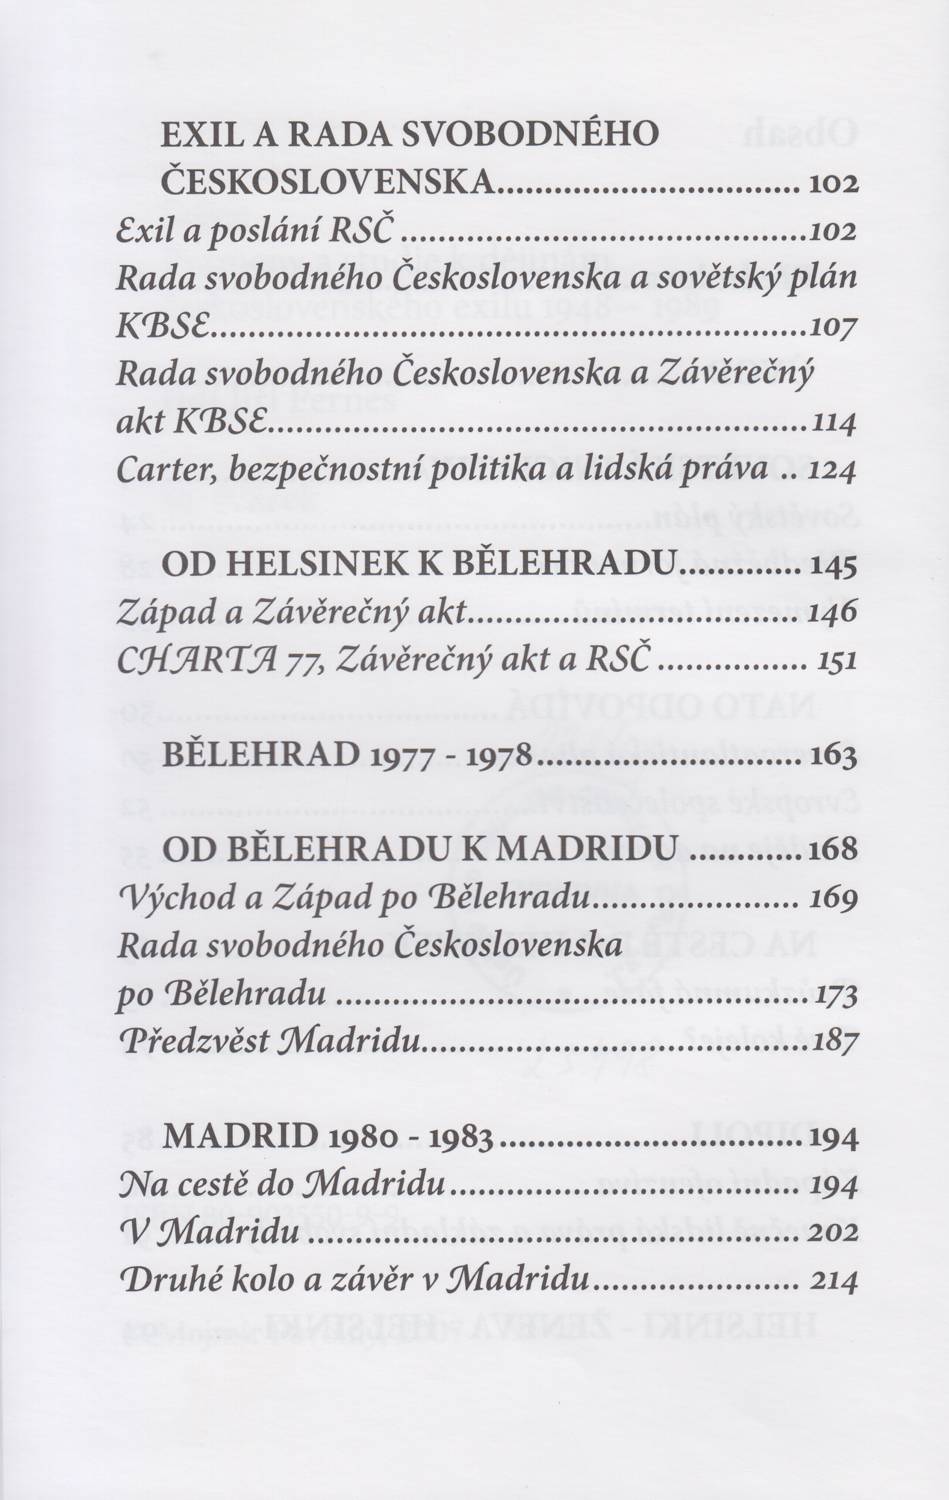 EXIL A RADA SVOBODNÉHO
ČESKOSLOVENSKA................................ 102
Exil a poslání RSČ ...........................................102
Rada svobodného Československa a sovětský plán
KBSE...............................................................107
Rada svobodného Československa a Závěrečný
akt KBSE.........................................................114
Carter, bezpečnostní politika a lidská práva ..124
OD HELSINEK K BĚLEHRADU............. 145
Západ a Závěrečný akt................................... 146
CHARTA 77, Závěrečný akt a RSČ ................ 151
BĚLEHRAD 1977 - 1978............................ 163
OD BĚLEHRADU K MADRIDU ............ 168
Východ a Západ po Bělehradu...................... 169
Rada svobodného Československa
po Bělehradu ..................................................173
Předzvěst Madridu.........................................187
MADRID 1980 - 1983................................ 194
Na cestě do Madridu..................................... 194
V Madridu .................................................... 202
Druhé kolo a závěr v Madridu...................... 214